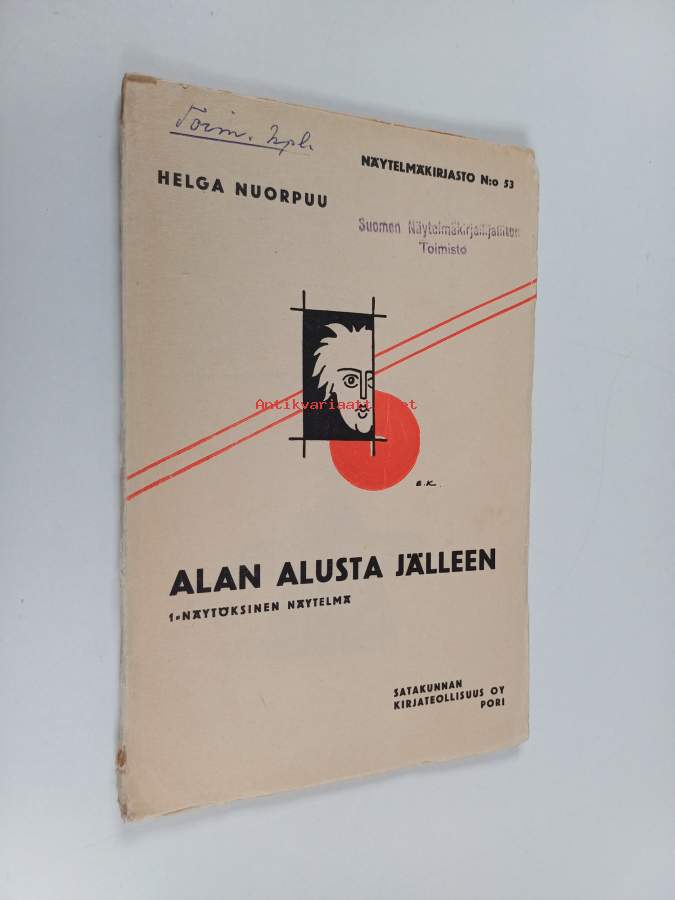 Toim. kpl.
NÄYTELMÄKIRJASTO N:o 53
HELGA NUORPUU
Suomen Näytelmäkirjailijaliiton
Toimisto
Antikvariaatti.net
E.K.
ALAN ALUSTA JÄLLEEN
1-NÄYTÖKSINEN NÄYTELMÄ
SATAKUNNAN
KIRJATEOLLISUUS OY
PORI